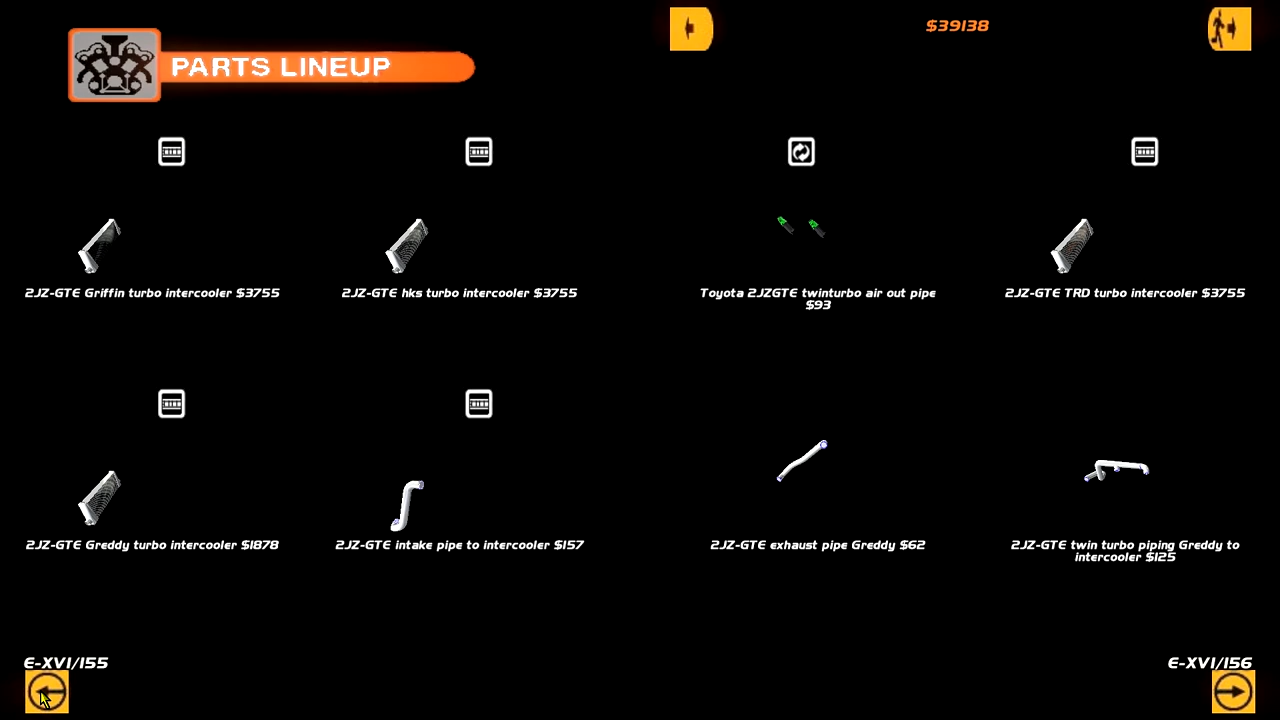 $39138
PARTS LINEUP
2JZ-GTE Griffin turbo intercooler $3755
2JZ-GTE hks turbo intercooler $3755
Toyota 2JZGTE twinturbo air out pipe
$93
2JZ-GTE TRD turbo intercooler $3755
2JZ-GTE Greddy turbo intercooler $1878
2JZ-GTE intake pipe to intercooler $157
2JZ-GTE exhaust pipe Greddy $62
2JZ-GTE twin turbo piping Greddy to
intercooler $125
E-XVI/155
E-XVI/156